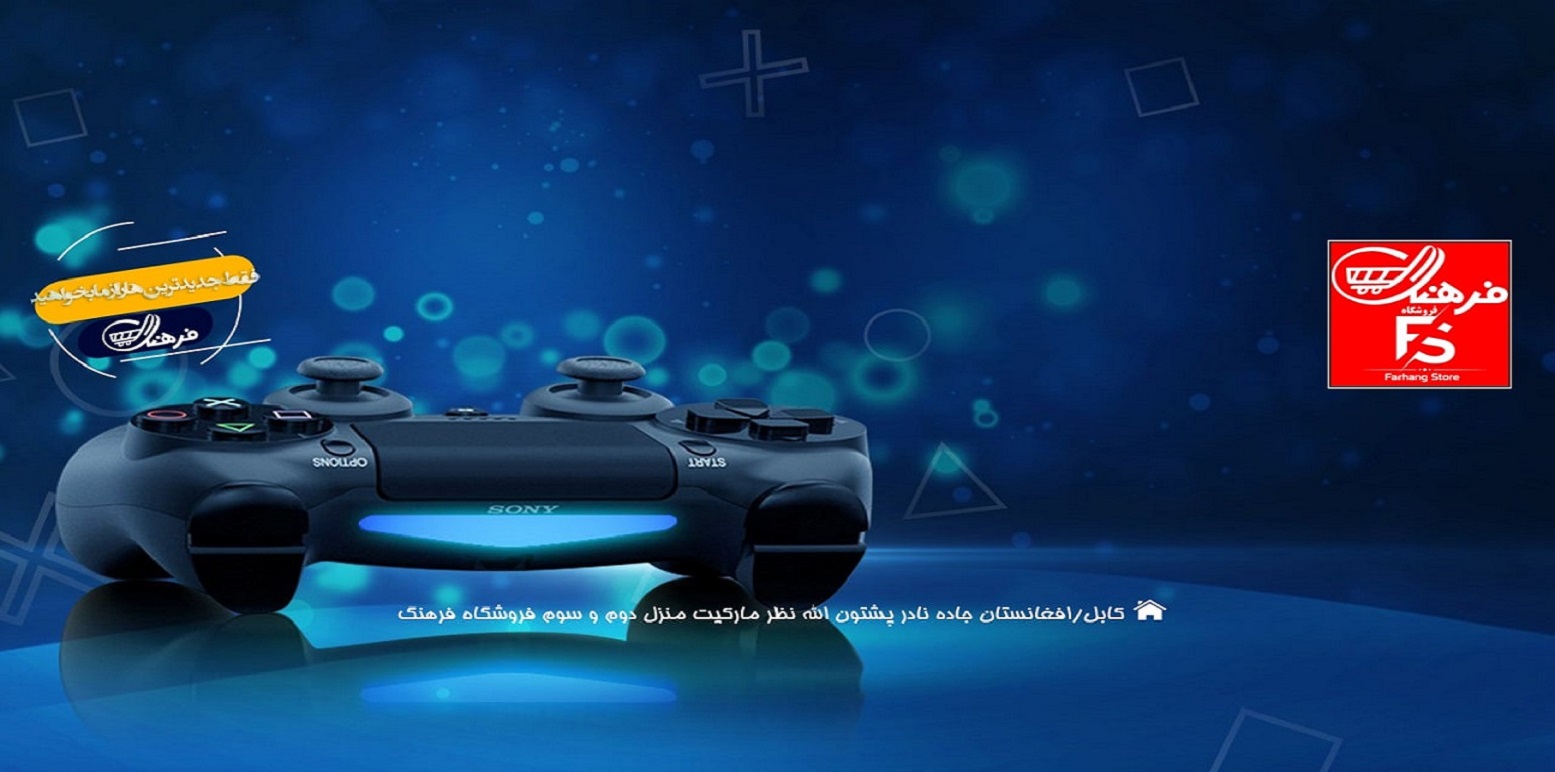 فقط جدیدترین هارا از ما بخواهید
فرهنگ
فرهنگ
فروشگاه
Farhang Store
OPTIONS
START
SONY
کابل/افغانستان جاده نادر پشتون الله نظر مارکیت منزل دوم و سوم فروشگاه فرهنگ